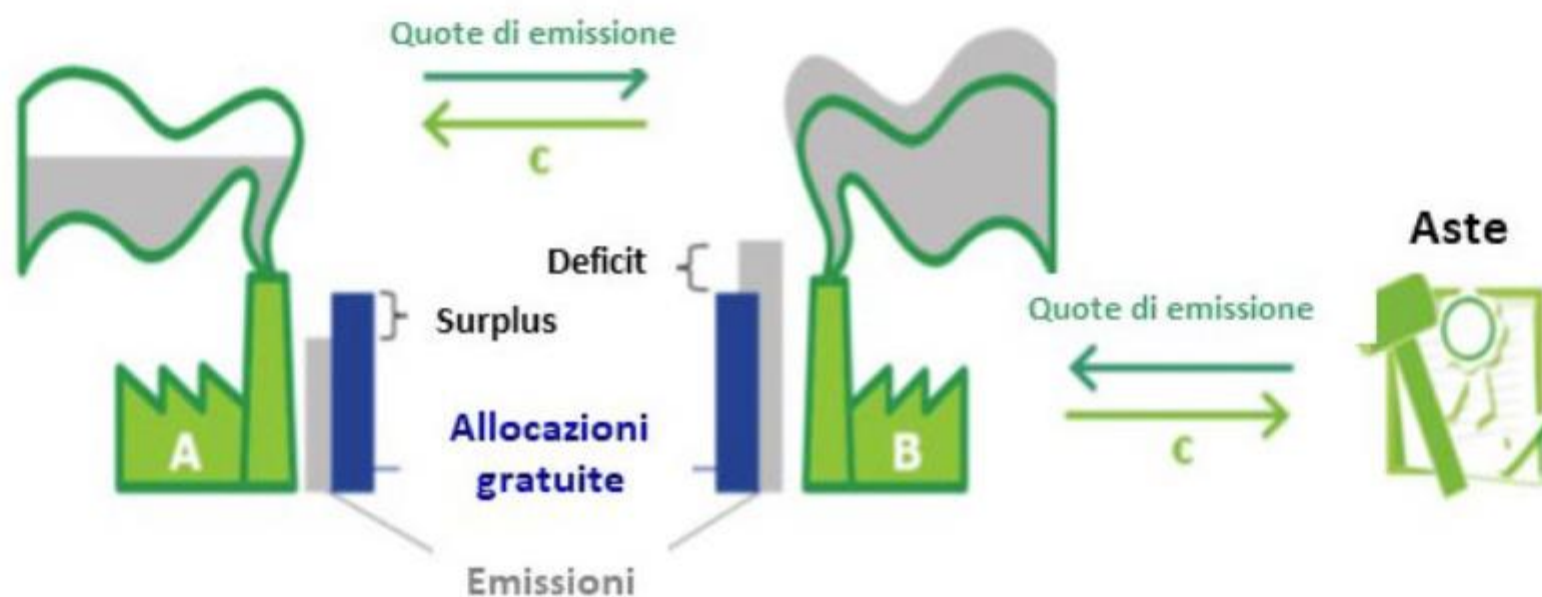 Quote di emissione
c
Aste
Deficit
Quote di emissione
Surplus
c
Allocazioni
gratuite
A
B
Emissioni